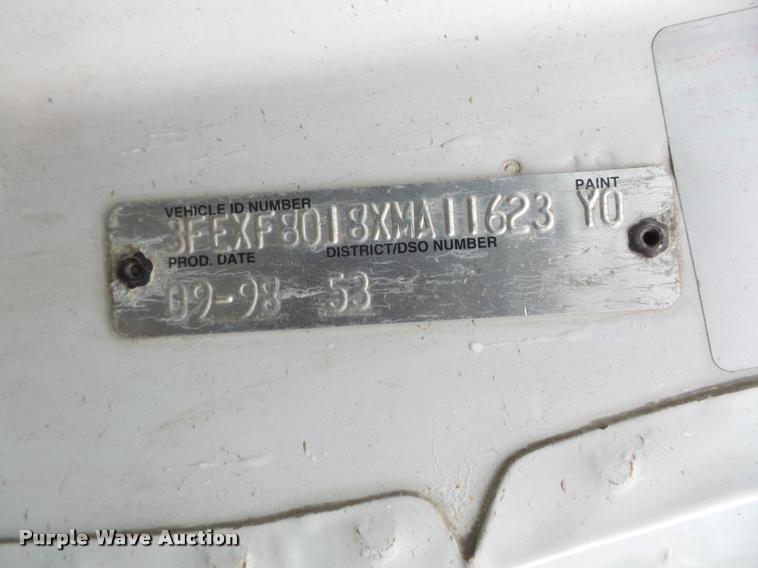 PAINT
VEHICLE ID NUMBER
3FEXF8018XMA11623 YO
PROD. DATE DISTRICT/DSO NUMBER
09-98 53
Purple Wave Auction